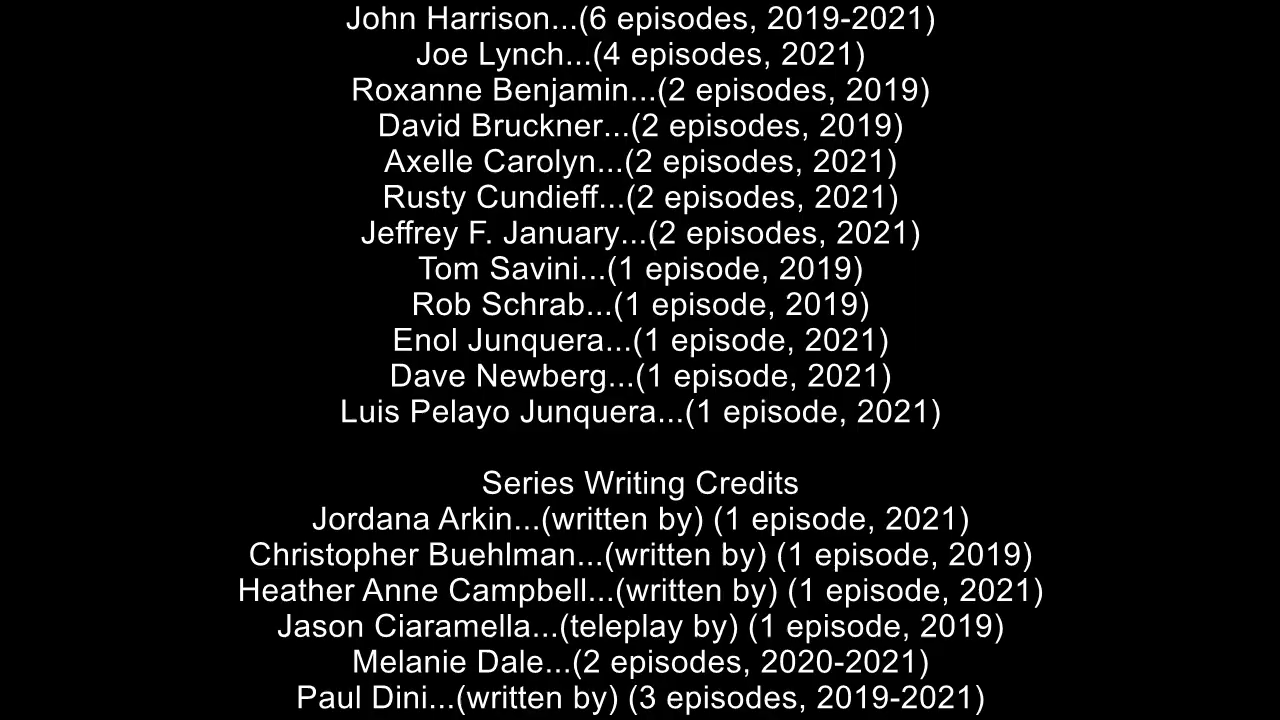 John Harrison...(6 episodes, 2019-2021)
Joe Lynch...(4 episodes, 2021)
Roxanne Benjamin...(2 episodes, 2019)
David Bruckner...(2 episodes, 2019)
Axelle Carolyn...(2 episodes, 2021)
Rusty Cundieff...(2 episodes, 2021)
Jeffrey F. January...(2 episodes, 2021)
Tom Savini...(1 episode, 2019)
Rob Schrab...(1 episode, 2019)
Enol Junquera...(1 episode, 2021)
Dave Newberg...(1 episode, 2021)
Luis Pelayo Junquera...(1 episode, 2021)
Series Writing Credits
Jordana Arkin...(written by) (1 episode, 2021)
Christopher Buehlman...(written by) (1 episode, 2019)
Heather Anne Campbell...(written by) (1 episode, 2021)
Jason Ciaramella...(teleplay by) (1 episode, 2019)
Melanie Dale...(2 episodes, 2020-2021)
Paul Dini...(written by) (3 episodes, 2019-2021)